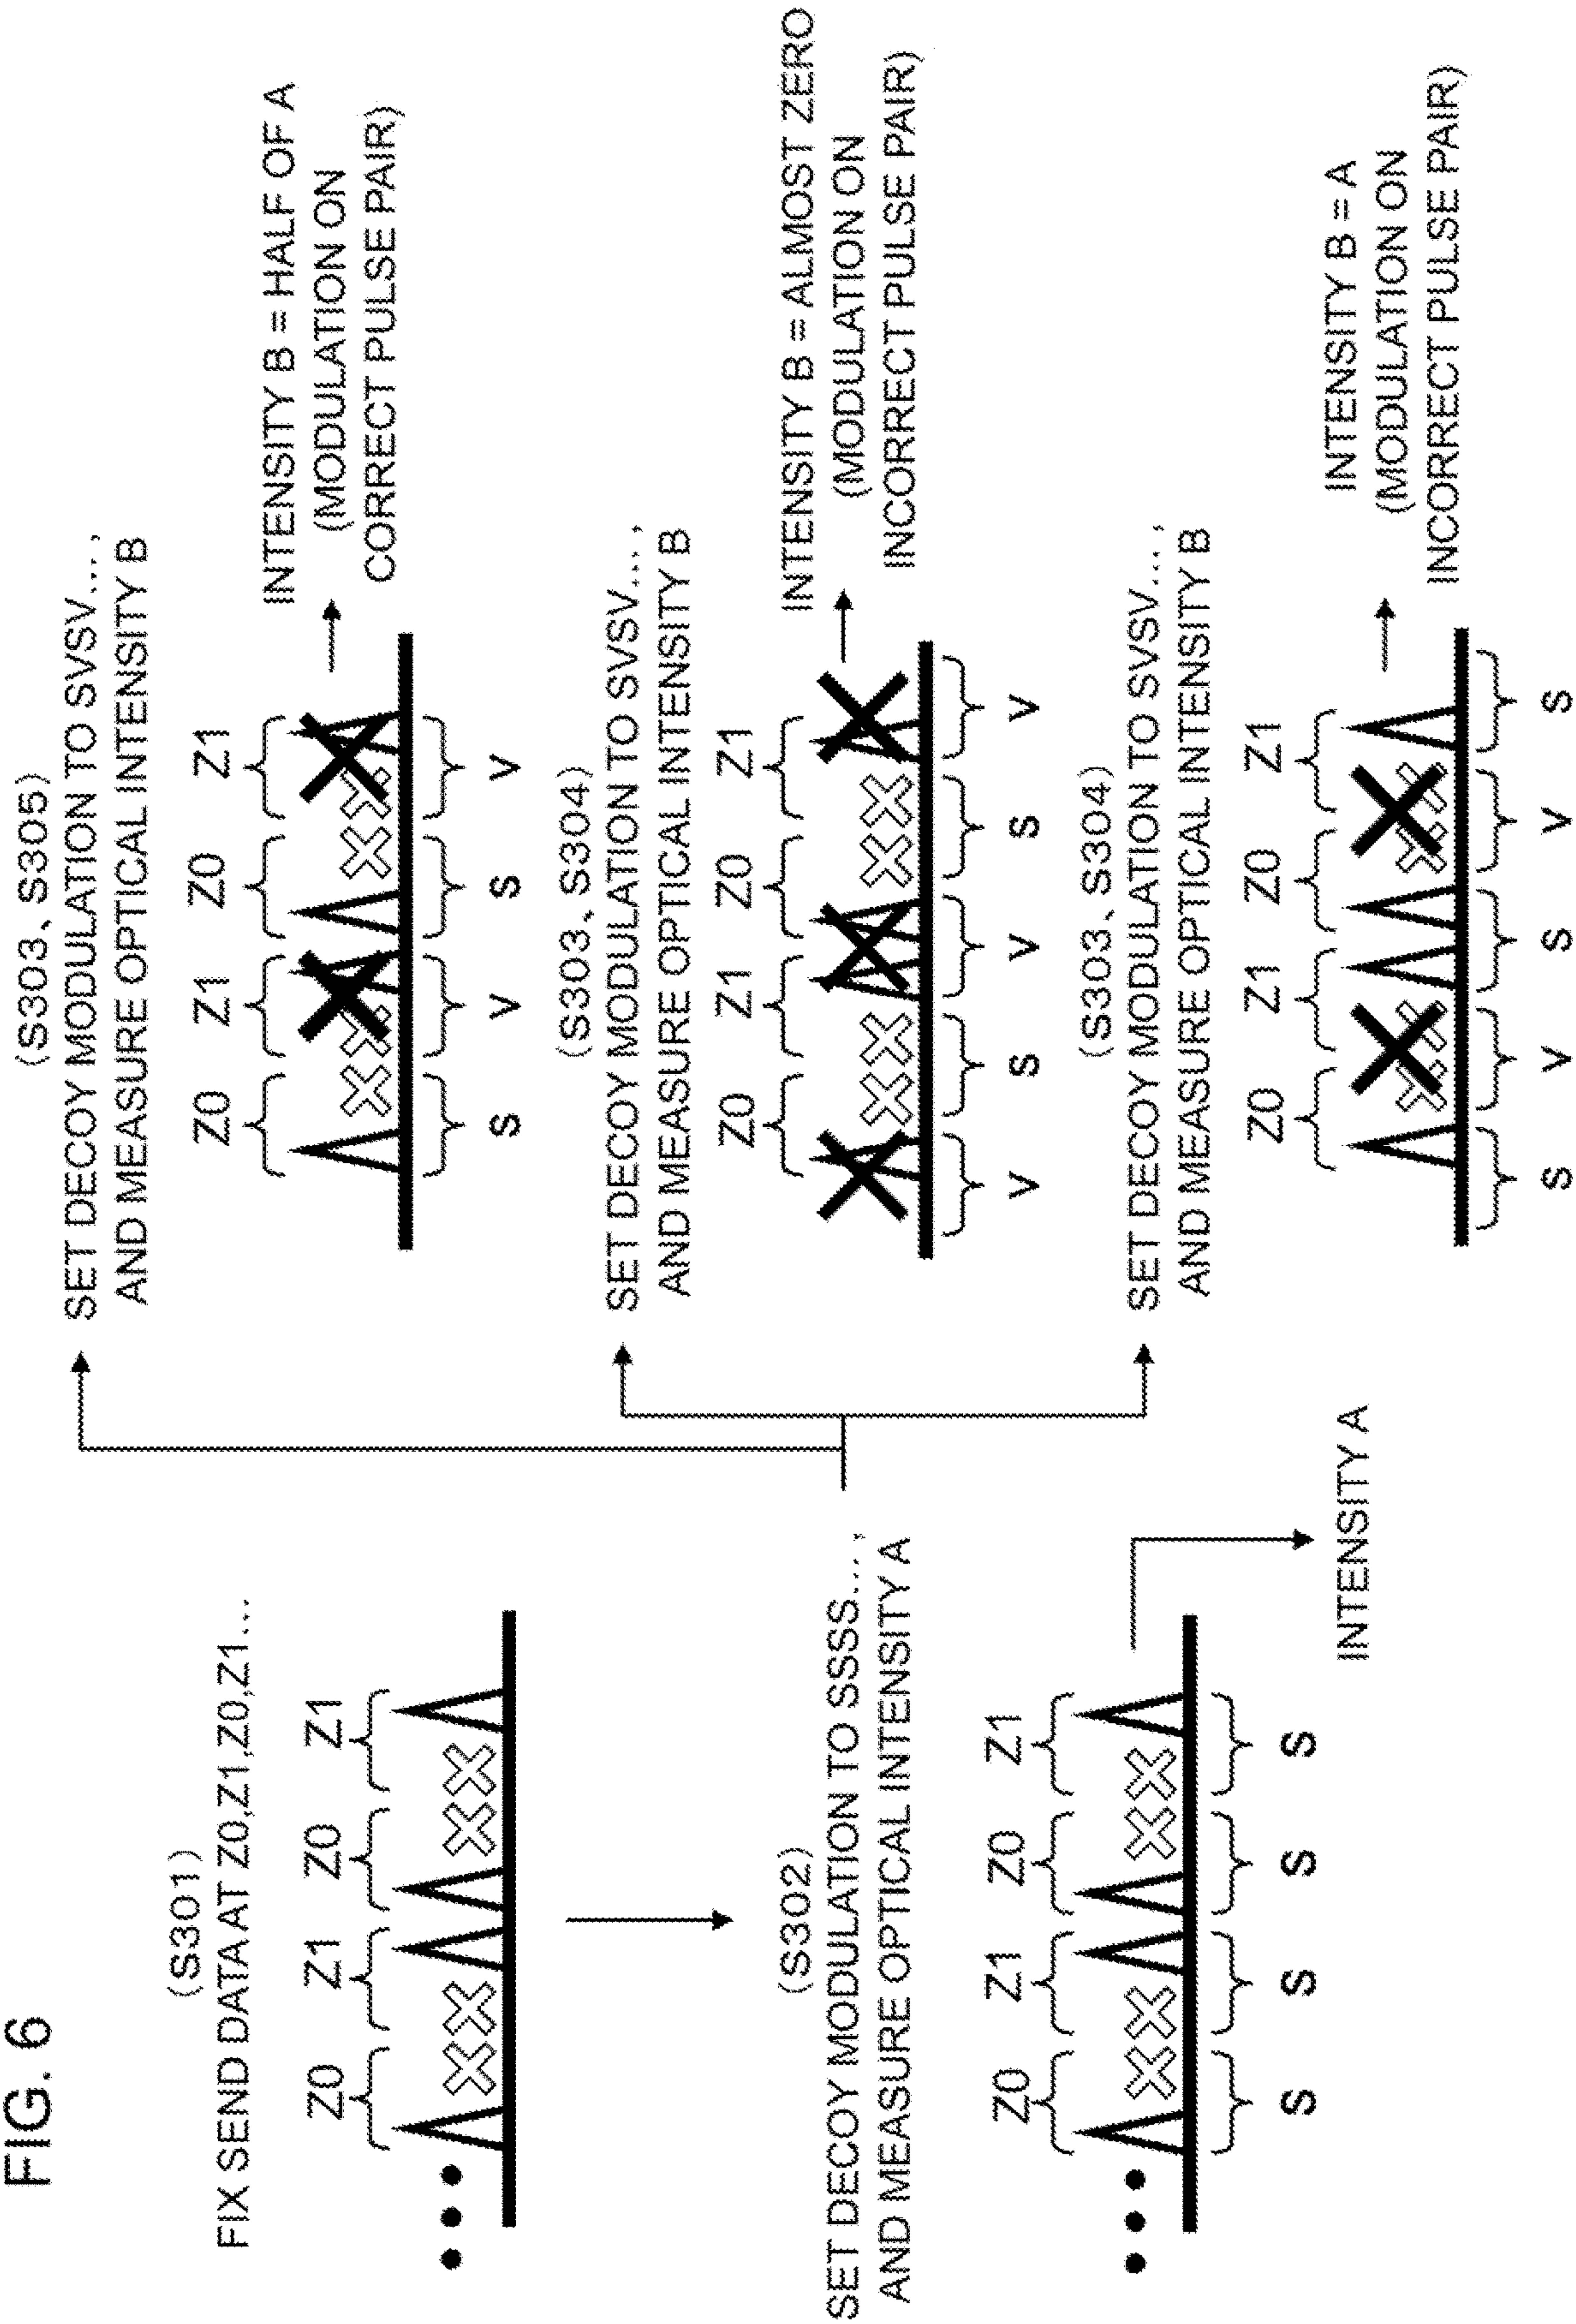 FIG. 6
(S301)
FIX SEND DATA AT Z0,Z1,Z0,Z1...
Z0 Z1 Z0 Z1
(S302)
SET DECOY MODULATION TO SSSS...,
AND MEASURE OPTICAL INTENSITY A
Z0 Z1 Z0 Z1
S S S S
INTENSITY A
(S303、S305)
SET DECOY MODULATION TO SVSV...,
AND MEASURE OPTICAL INTENSITY B
Z0 Z1 Z0 Z1
S V S V
INTENSITY B = HALF OF A
(MODULATION ON
CORRECT PULSE PAIR)
(S303、S304)
SET DECOY MODULATION TO SVSV...,
AND MEASURE OPTICAL INTENSITY B
Z0 Z1 Z0 Z1
V S V S V
INTENSITY B = ALMOST ZERO
(MODULATION ON
INCORRECT PULSE PAIR)
(S303、S304)
SET DECOY MODULATION TO SVSV...,
AND MEASURE OPTICAL INTENSITY B
Z0 Z1 Z0 Z1
S V S V S
INTENSITY B = A
(MODULATION ON
INCORRECT PULSE PAIR)